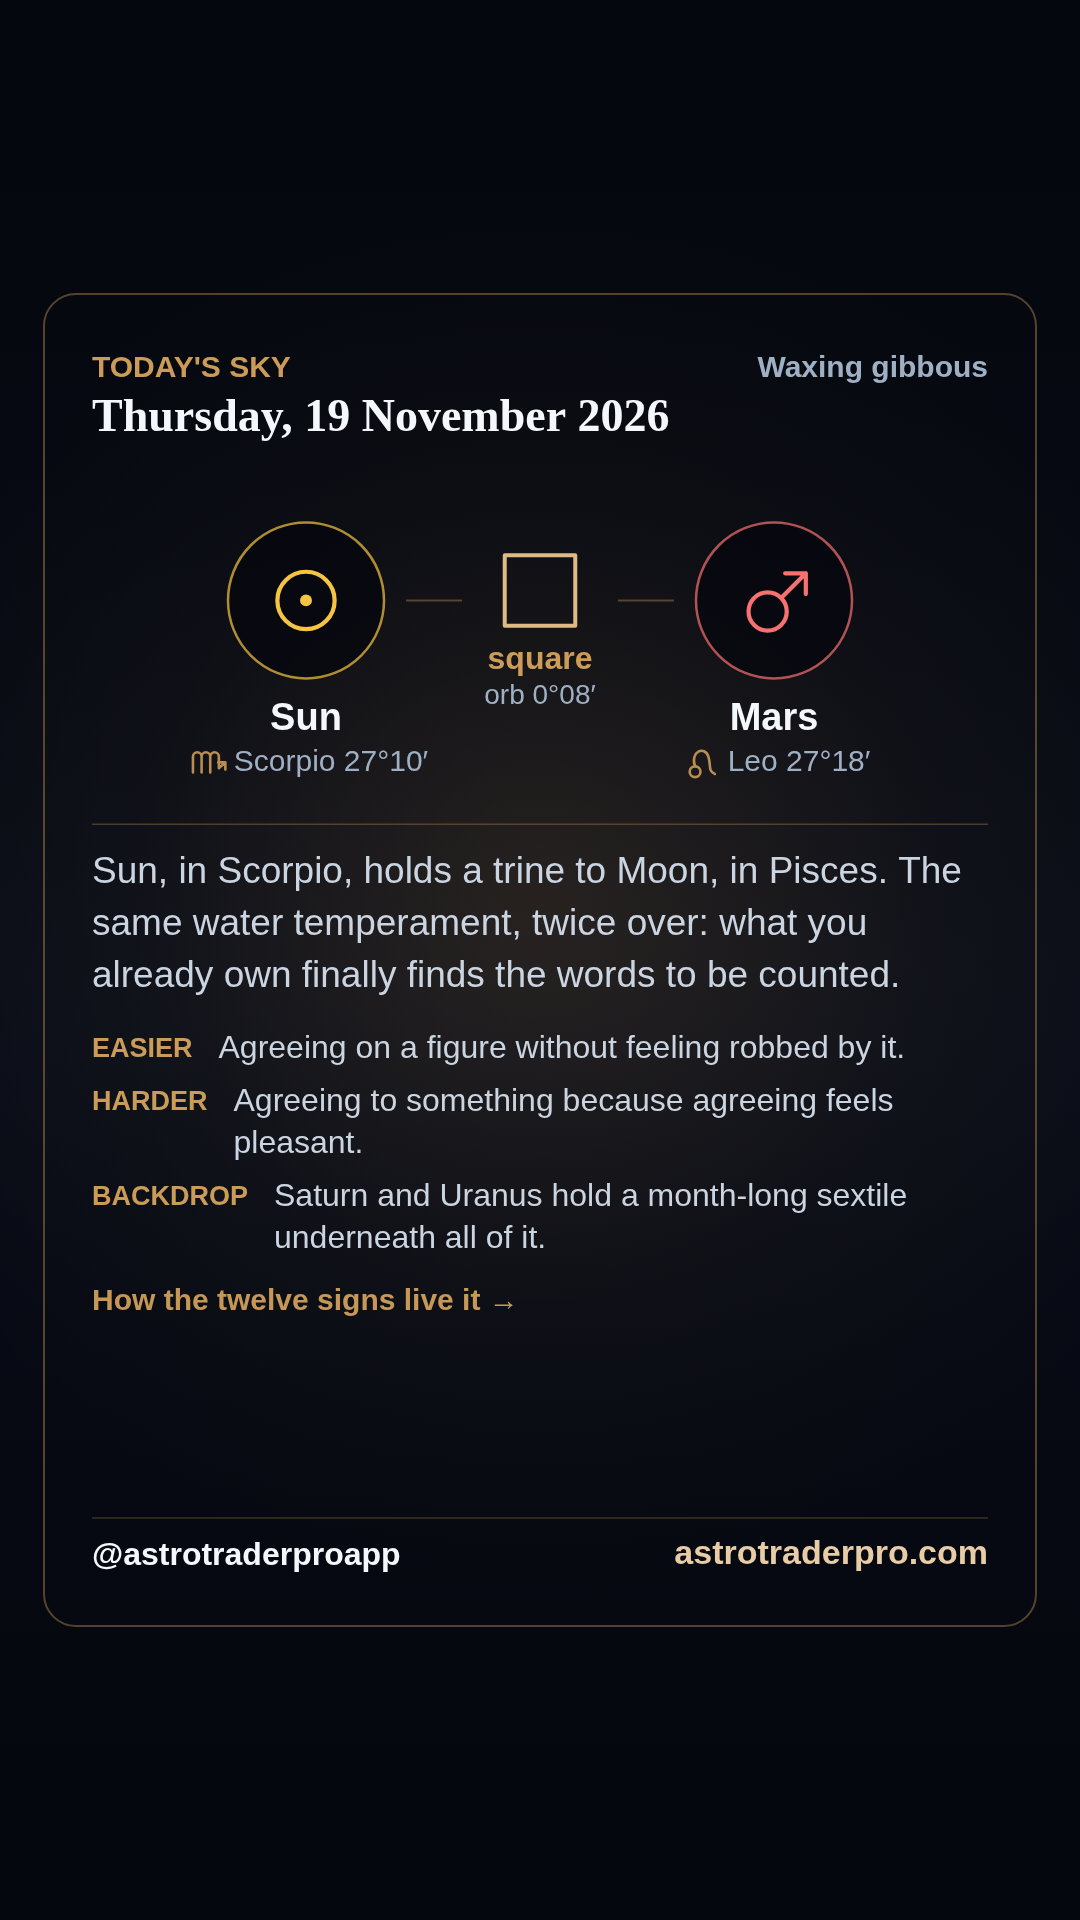 TODAY'S SKY
Waxing gibbous
Thursday, 19 November 2026
square
orb 0°08′
Sun
Mars
Scorpio 27°10′
Leo 27°18′
Sun, in Scorpio, holds a trine to Moon, in Pisces. The
same water temperament, twice over: what you
already own finally finds the words to be counted.
EASIER Agreeing on a figure without feeling robbed by it.
HARDER Agreeing to something because agreeing feels
pleasant.
BACKDROP Saturn and Uranus hold a month-long sextile
underneath all of it.
How the twelve signs live it →
@astrotraderproapp
astrotraderpro.com